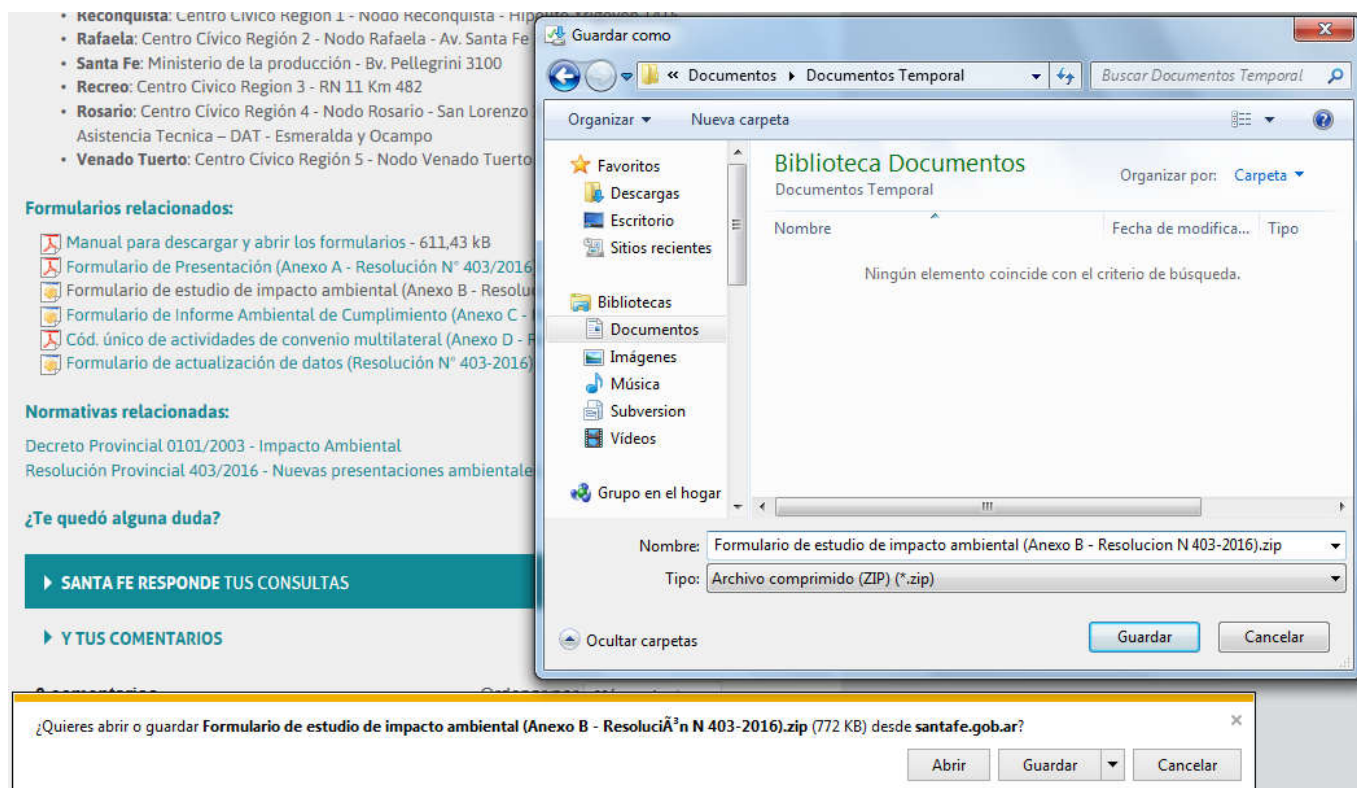 • Reconquista: Centro Cívico Región 1 - Nodo Reconquista - Hipólito Yrigoyen 1415
• Rafaela: Centro Cívico Región 2 - Nodo Rafaela - Av. Santa Fe
• Santa Fe: Ministerio de la producción - Bv. Pellegrini 3100
• Recreo: Centro Civico Region 3 - RN 11 Km 482
• Rosario: Centro Cívico Región 4 - Nodo Rosario - San Lorenzo
Asistencia Tecnica – DAT - Esmeralda y Ocampo
• Venado Tuerto: Centro Cívico Región 5 - Nodo Venado Tuerto
Formularios relacionados:
Manual para descargar y abrir los formularios - 611,43 kB
Formulario de Presentación (Anexo A - Resolución N° 403/2016
Formulario de estudio de impacto ambiental (Anexo B - Resolu
Formulario de Informe Ambiental de Cumplimiento (Anexo C -
Cód. único de actividades de convenio multilateral (Anexo D - R
Formulario de actualización de datos (Resolución N° 403-2016)
Normativas relacionadas:
Decreto Provincial 0101/2003 - Impacto Ambiental
Resolución Provincial 403/2016 - Nuevas presentaciones ambientale
¿Te quedó alguna duda?
SANTA FE RESPONDE TUS CONSULTAS
Y TUS COMENTARIOS
Guardar como
« Documentos ▸ Documentos Temporal
Buscar Documentos Temporal
Organizar Nueva carpeta
Favoritos
Descargas
Escritorio
Sitios recientes
Bibliotecas
Documentos
Imágenes
Música
Subversion
Vídeos
Grupo en el hogar
Biblioteca Documentos
Documentos Temporal
Organizar por: Carpeta
Nombre Fecha de modifica... Tipo
Ningún elemento coincide con el criterio de búsqueda.
Nombre: Formulario de estudio de impacto ambiental (Anexo B - Resolucion N 403-2016).zip
Tipo: Archivo comprimido (ZIP) (*.zip)
Ocultar carpetas
Guardar Cancelar
¿Quieres abrir o guardar Formulario de estudio de impacto ambiental (Anexo B - ResoluciÃ³n N 403-2016).zip (772 KB) desde santafe.gob.ar?
Abrir Guardar Cancelar